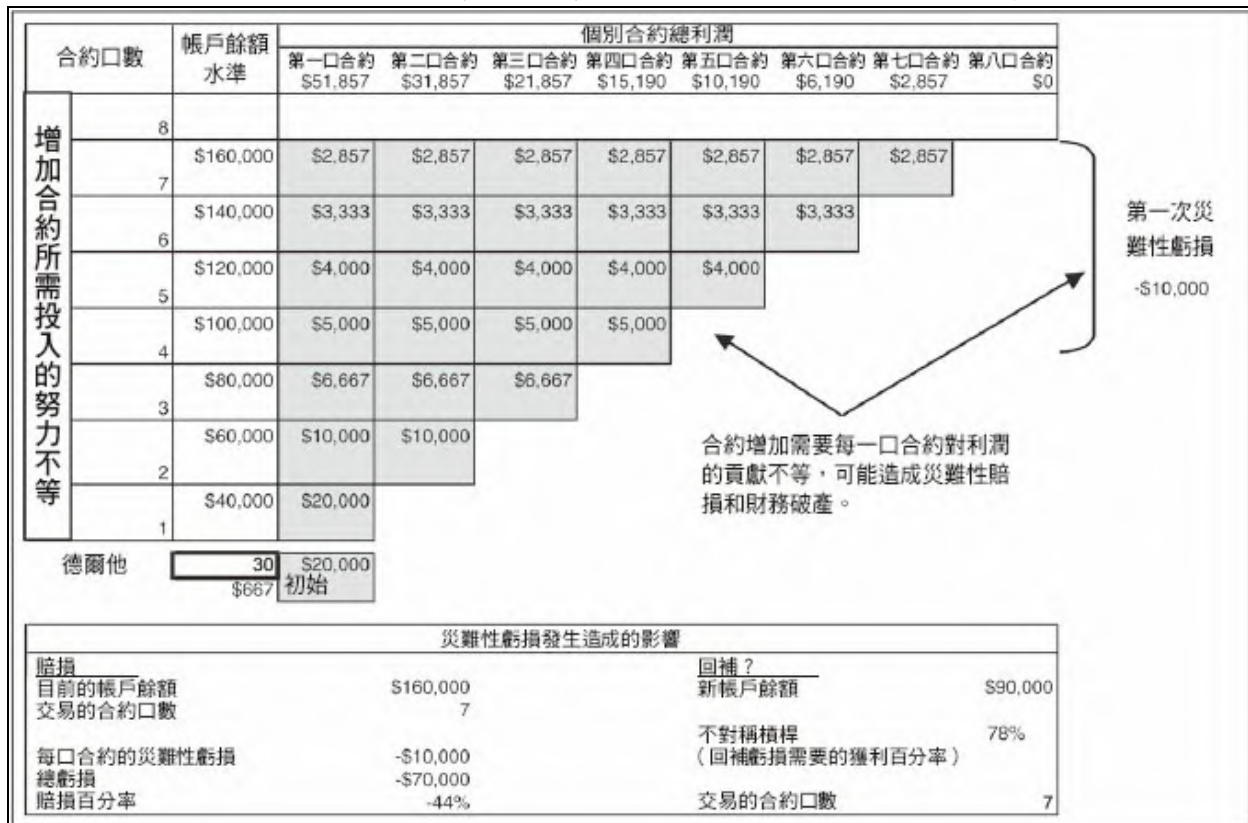 個別合約總利潤
合約口數 帳戶餘額水準 第一口合約 第二口合約 第三口合約 第四口合約 第五口合約 第六口合約 第七口合約 第八口合約
$51,857 $31,857 $21,857 $15,190 $10,190 $6,190 $2,857 $0
增加合約所需投入的努力不等
8
$160,000 $2,857 $2,857 $2,857 $2,857 $2,857 $2,857 $2,857
7
$140,000 $3,333 $3,333 $3,333 $3,333 $3,333 $3,333
6
$120,000 $4,000 $4,000 $4,000 $4,000 $4,000
5
$100,000 $5,000 $5,000 $5,000 $5,000
4
$80,000 $6,667 $6,667 $6,667
3
$60,000 $10,000 $10,000
2
$40,000 $20,000
1
德爾他 30 $20,000
$667 初始
第一次災
難性虧損
-$10,000
合約增加需要每一口合約對利潤
的貢獻不等，可能造成災難性賠
損和財務破產。
災難性虧損發生造成的影響
賠損
目前的帳戶餘額 $160,000
交易的合約口數 7
每口合約的災難性虧損 -$10,000
總虧損 -$70,000
賠損百分率 -44%
回補？
新帳戶餘額 $90,000
不對稱槓桿 78%
（回補虧損需要的獲利百分率）
交易的合約口數 7